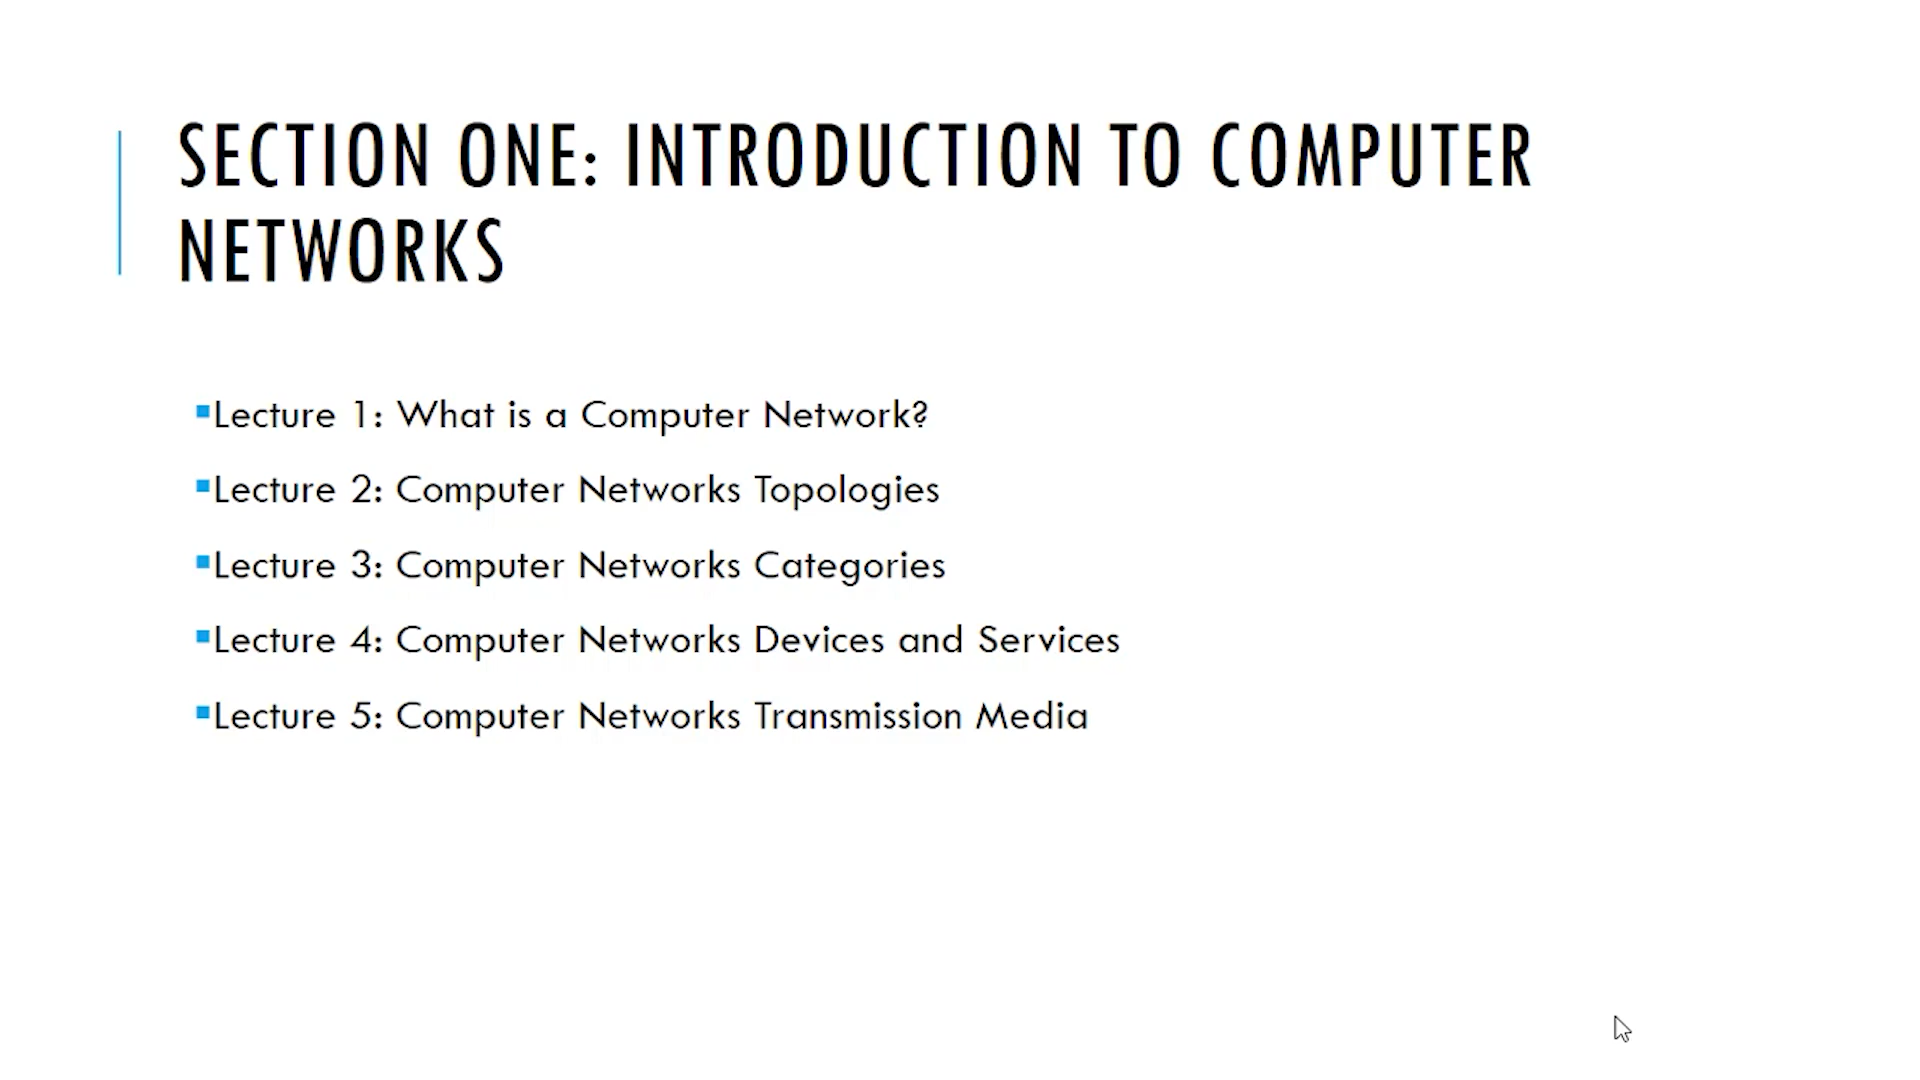 SECTION ONE: INTRODUCTION TO COMPUTER
NETWORKS
▪Lecture 1: What is a Computer Network?
▪Lecture 2: Computer Networks Topologies
▪Lecture 3: Computer Networks Categories
▪Lecture 4: Computer Networks Devices and Services
▪Lecture 5: Computer Networks Transmission Media